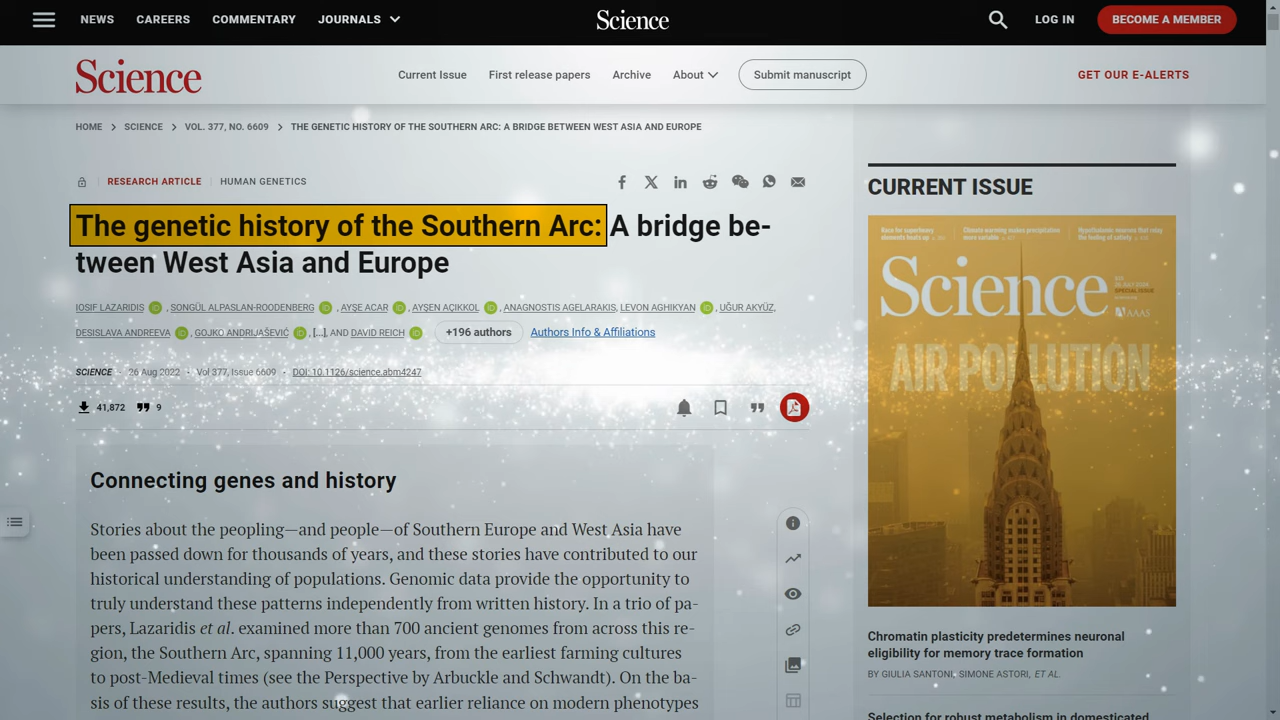 NEWS CAREERS COMMENTARY JOURNALS
Science
LOG IN BECOME A MEMBER
Science
Current Issue First release papers Archive About Submit manuscript
GET OUR E-ALERTS
HOME SCIENCE VOL. 377, NO. 6609 THE GENETIC HISTORY OF THE SOUTHERN ARC: A BRIDGE BETWEEN WEST ASIA AND EUROPE
RESEARCH ARTICLE HUMAN GENETICS
The genetic history of the Southern Arc: A bridge be-
tween West Asia and Europe
IOSIF LAZARIDIS, SONGÜL ALPASLAN-ROODENBERG, AYŞE ACAR, AYŞEN AÇIKKOL, ANAGNOSTIS AGELARAKIS, LEVON AGHIKYAN, UĞUR AKYÜZ,
DESISLAVA ANDREEVA, GOJKO ANDRIJAŠEVIĆ, [...], AND DAVID REICH +196 authors Authors Info & Affiliations
SCIENCE - 26 Aug 2022 - Vol 377, Issue 6609 - DOI: 10.1126/science.abm4247
41,872 9
Connecting genes and history
Stories about the peopling—and people—of Southern Europe and West Asia have
been passed down for thousands of years, and these stories have contributed to our
historical understanding of populations. Genomic data provide the opportunity to
truly understand these patterns independently from written history. In a trio of pa-
pers, Lazaridis et al. examined more than 700 ancient genomes from across this re-
gion, the Southern Arc, spanning 11,000 years, from the earliest farming cultures
to post-Medieval times (see the Perspective by Arbuckle and Schwandt). On the ba-
sis of these results, the authors suggest that earlier reliance on modern phenotypes
CURRENT ISSUE
Science
SPECIAL ISSUE
AAAS
AIR POLLUTION
Chromatin plasticity predetermines neuronal
eligibility for memory trace formation
BY GIULIA SANTONI, SIMONE ASTORI, ET AL.
Selection for robust metabolism in domesticated